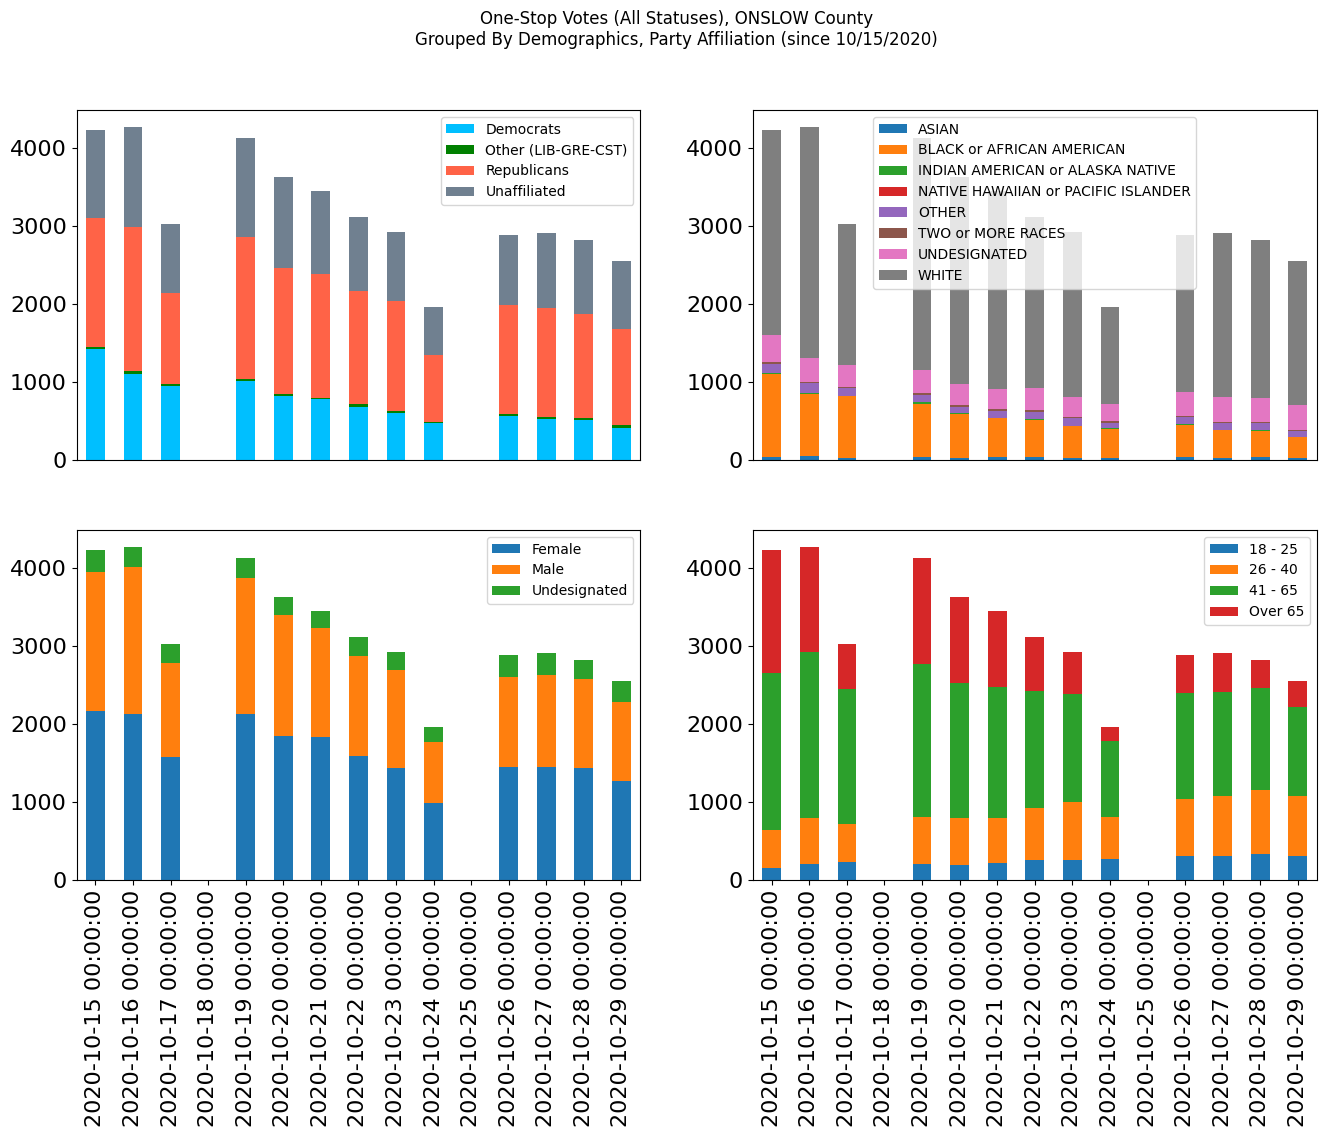 One-Stop Votes (All Statuses), ONSLOW County
Grouped By Demographics, Party Affiliation (since 10/15/2020)
4000
3000
2000
1000
0
Democrats
Other (LIB-GRE-CST)
Republicans
Unaffiliated
4000
3000
2000
1000
0
ASIAN
BLACK or AFRICAN AMERICAN
INDIAN AMERICAN or ALASKA NATIVE
NATIVE HAWAIIAN or PACIFIC ISLANDER
OTHER
TWO or MORE RACES
UNDESIGNATED
WHITE
4000
3000
2000
1000
0
Female
Male
Undesignated
2020-10-15 00:00:00
2020-10-16 00:00:00
2020-10-17 00:00:00
2020-10-18 00:00:00
2020-10-19 00:00:00
2020-10-20 00:00:00
2020-10-21 00:00:00
2020-10-22 00:00:00
2020-10-23 00:00:00
2020-10-24 00:00:00
2020-10-25 00:00:00
2020-10-26 00:00:00
2020-10-27 00:00:00
2020-10-28 00:00:00
2020-10-29 00:00:00
4000
3000
2000
1000
0
18 - 25
26 - 40
41 - 65
Over 65
2020-10-15 00:00:00
2020-10-16 00:00:00
2020-10-17 00:00:00
2020-10-18 00:00:00
2020-10-19 00:00:00
2020-10-20 00:00:00
2020-10-21 00:00:00
2020-10-22 00:00:00
2020-10-23 00:00:00
2020-10-24 00:00:00
2020-10-25 00:00:00
2020-10-26 00:00:00
2020-10-27 00:00:00
2020-10-28 00:00:00
2020-10-29 00:00:00